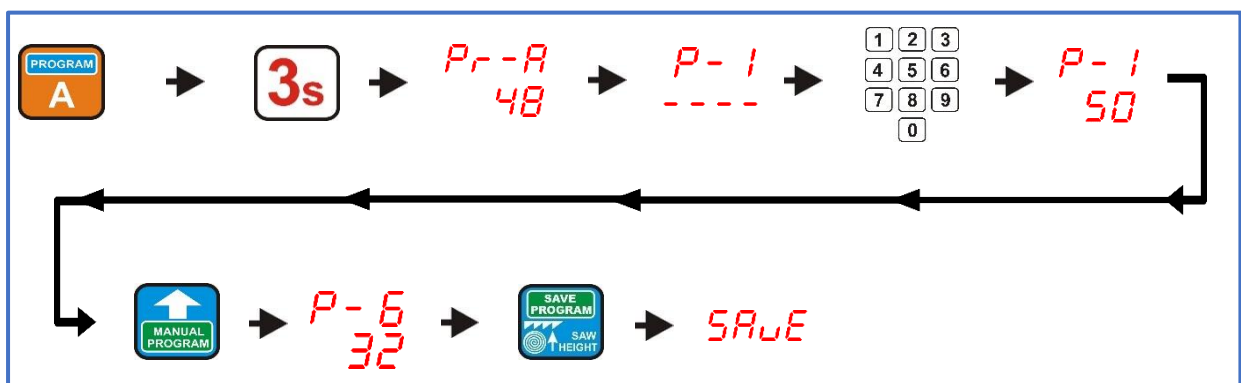 PROGRAM
A
3s
Pr--A
48
P-1
----
1 2 3
4 5 6
7 8 9
0
P-1
50
MANUAL
PROGRAM
P-6
32
SAVE
PROGRAM
SAW
HEIGHT
SAvE